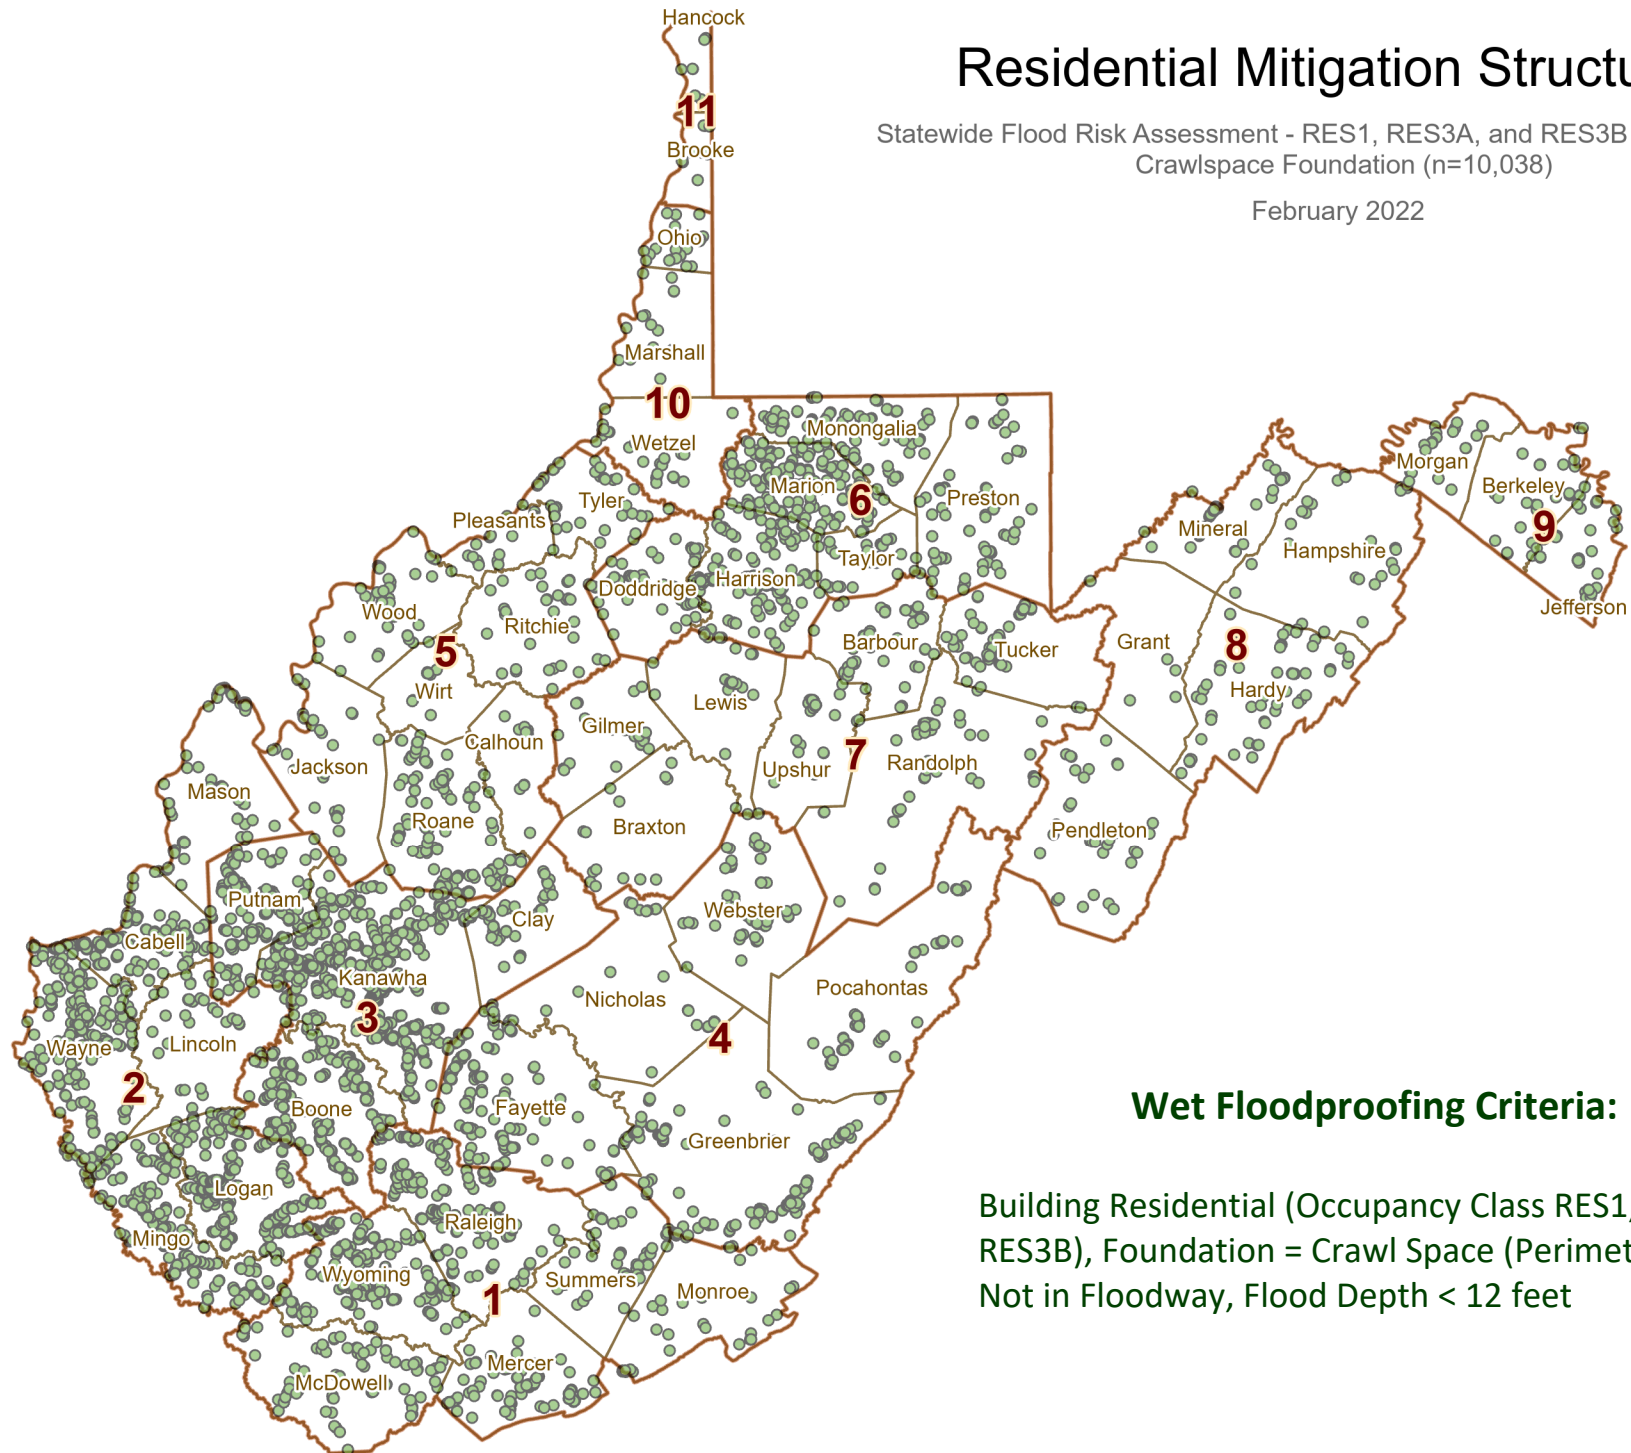 Hancock
Residential Mitigation Structu
11
Statewide Flood Risk Assessment - RES1, RES3A, and RES3B
Brooke
Crawlspace Foundation (n=10,038)
February 2022
Ohio
Marshall
10
Monongalia
Wetzel
Morgan
Marion
6
Preston
Berkeley
Tyler
Pleasants
9
Mineral
Hampshire
Taylor
Harrison
Doddridge
Wood
Jefferson
Ritchie
5
Barbour
Tucker
Grant
8
Wirt
Lewis
Hardy
Gilmer
Calhoun
7
Jackson
Upshur
Randolph
Mason
Roane
Braxton
Pendleton
Putnam
Clay
Webster
Cabell
Kanawha
Nicholas
Pocahontas
3
Wayne
Lincoln
4
2
Boone
Fayette
Wet Floodproofing Criteria:
Greenbrier
Logan
Building Residential (Occupancy Class RES1,
Raleigh
Mingo
RES3B), Foundation = Crawl Space (Perimet
Wyoming
Summers
Monroe
1
Not in Floodway, Flood Depth < 12 feet
Mercer
McDowell